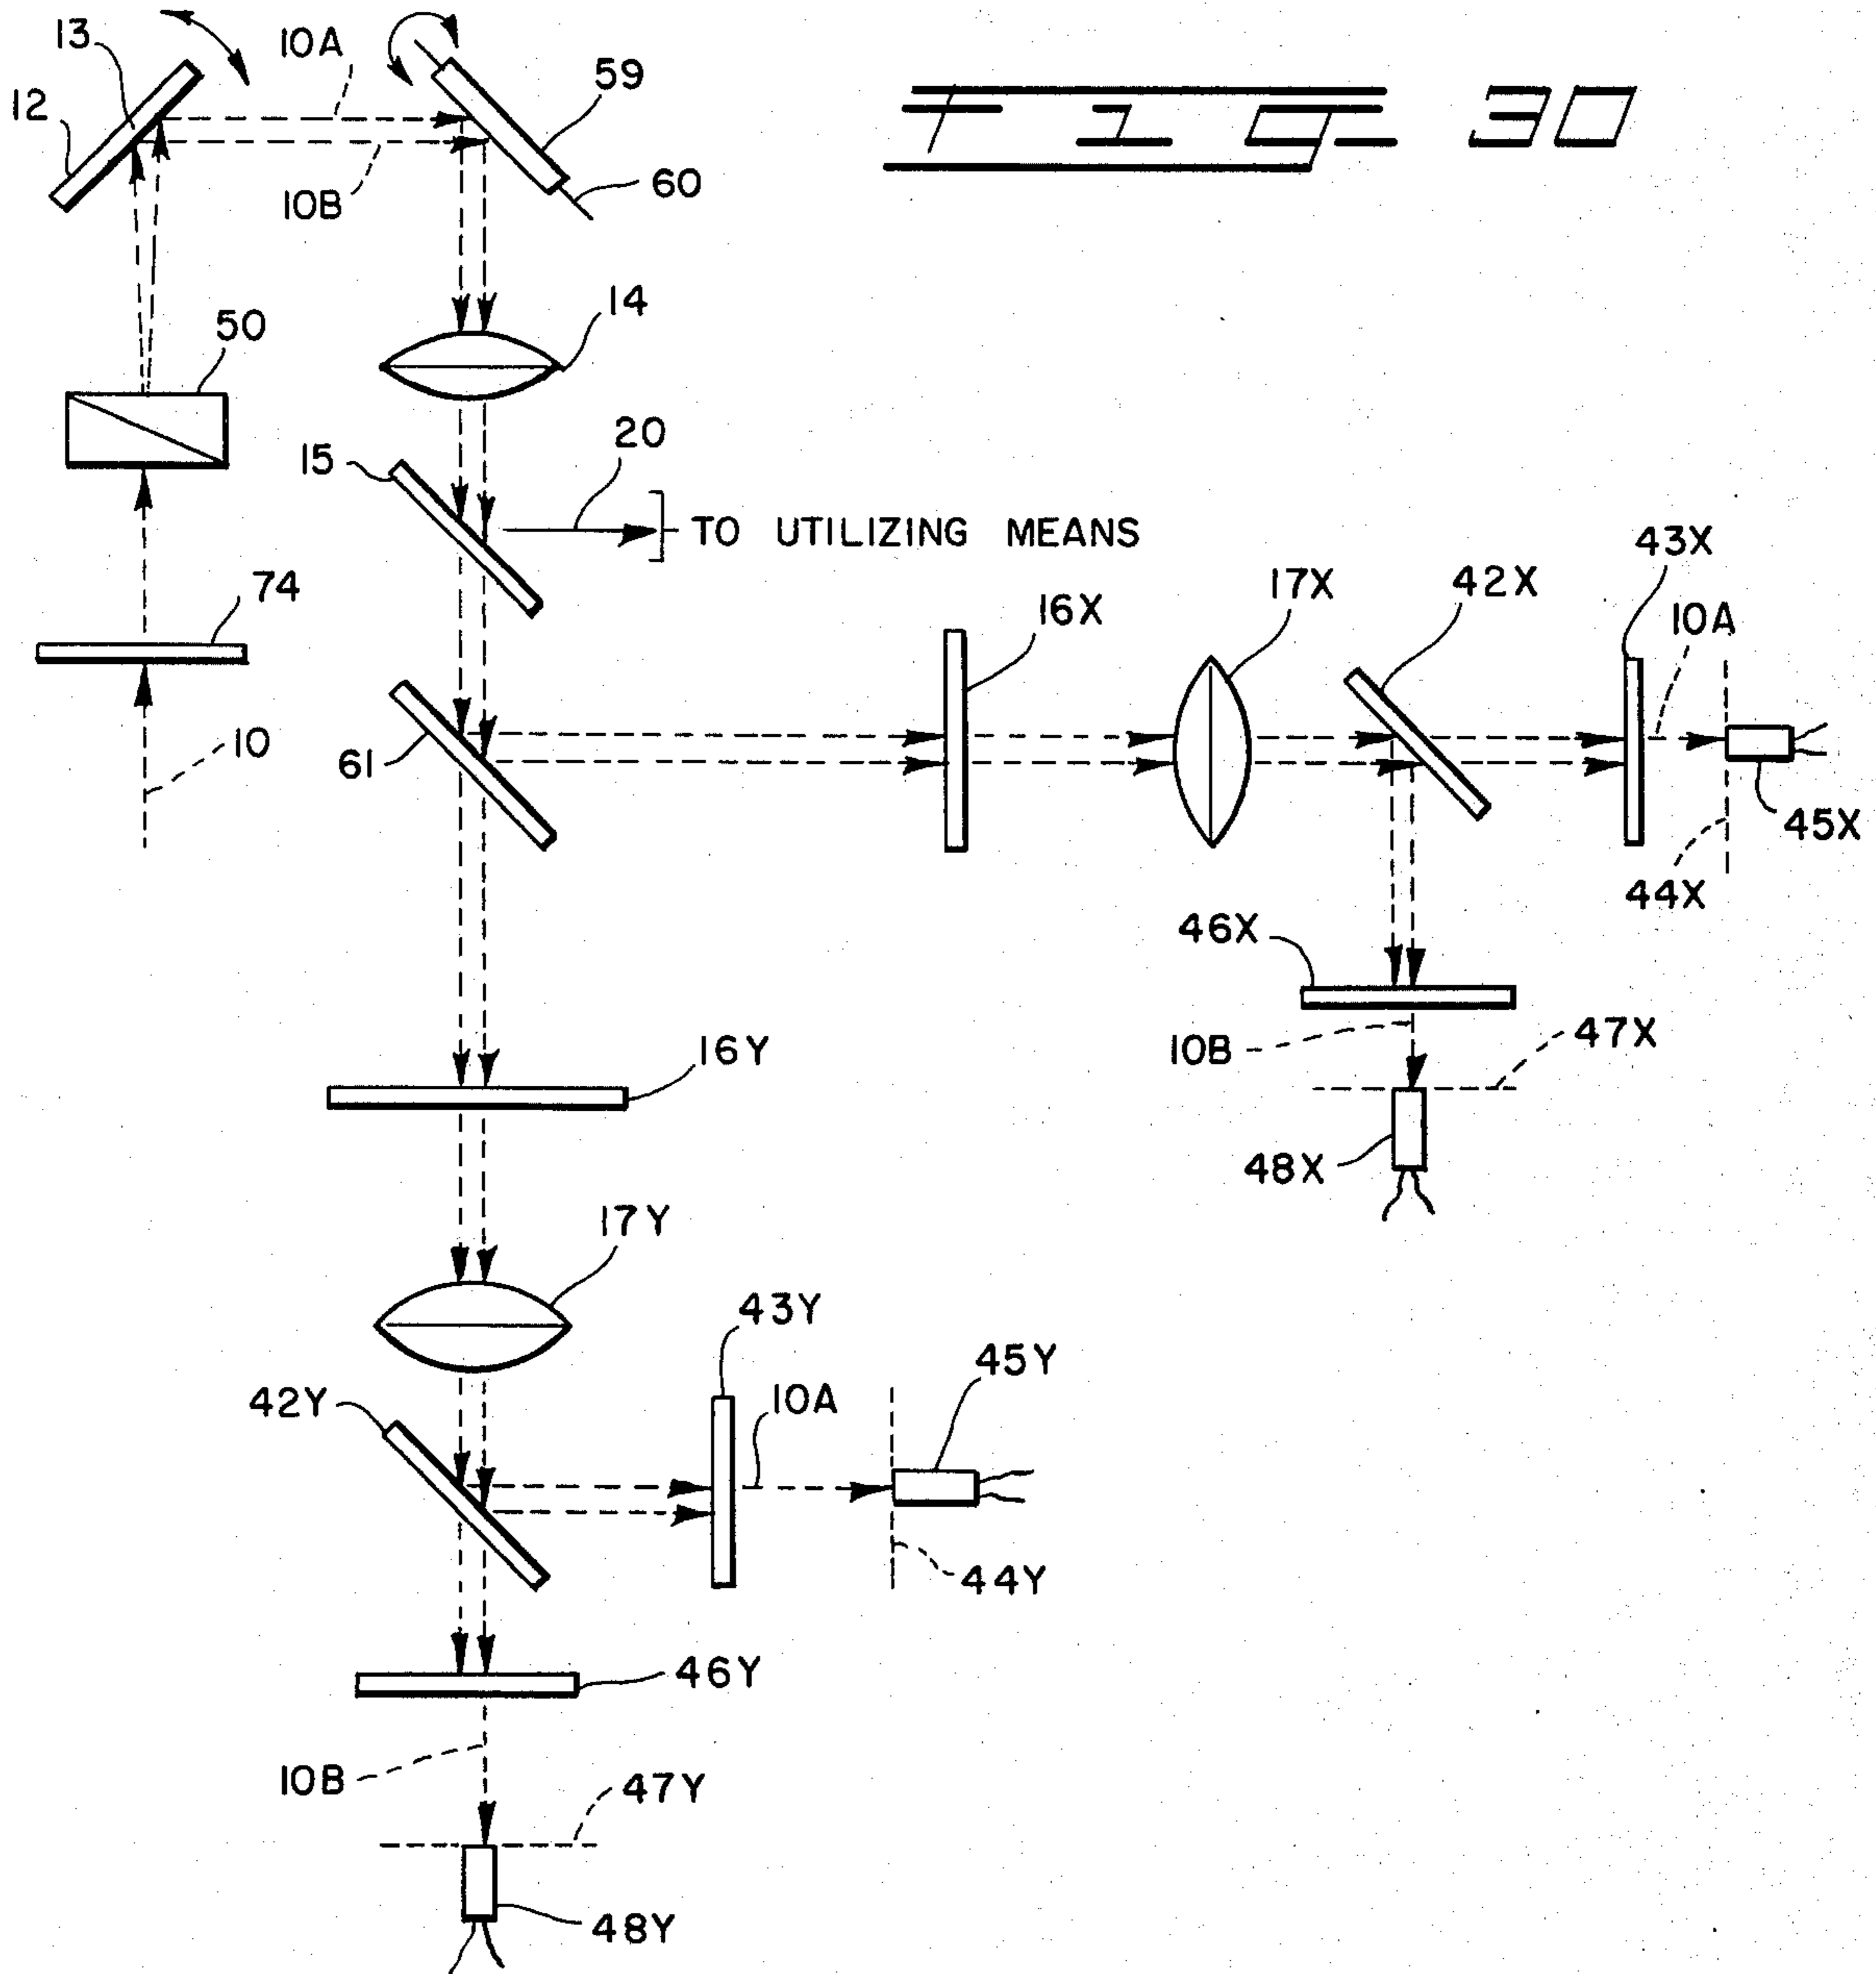 13
10A
12
59
FIG 30
10B
60
14
50
15
20
TO UTILIZING MEANS
43X
74
16X
17X
42X
10A
10
61
45X
44X
46X
10B
47X
16Y
48X
17Y
43Y
45Y
10A
42Y
44Y
46Y
10B
47Y
48Y